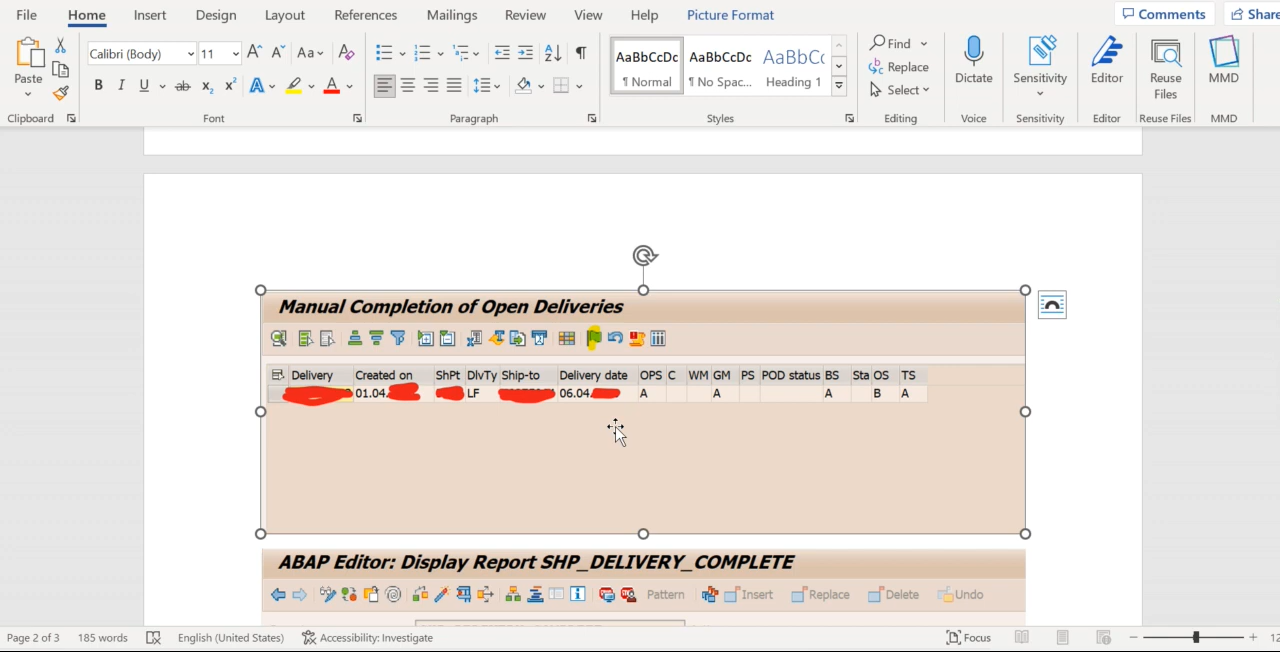 File Home Insert Design Layout References Mailings Review View Help Picture Format Comments Share
Calibri (Body) 11 A A Aa A AaBbCcDc AaBbCcDc AaBbCc Find
Paste Replace Dictate Sensitivity Editor Reuse Files MMD
B I U ab x2 x2 A A ¶ Normal ¶ No Spac... Heading 1 Select
Clipboard Font Paragraph Styles Editing Voice Sensitivity Editor Reuse Files MMD
Manual Completion of Open Deliveries
Delivery Created on ShPt DlvTy Ship-to Delivery date OPS C WM GM PS POD status BS Sta OS TS
01.04. LF 06.04. A A A B A
ABAP Editor: Display Report SHP_DELIVERY_COMPLETE
Pattern Insert Replace Delete Undo
Page 2 of 3 185 words English (United States) Accessibility: Investigate Focus 12